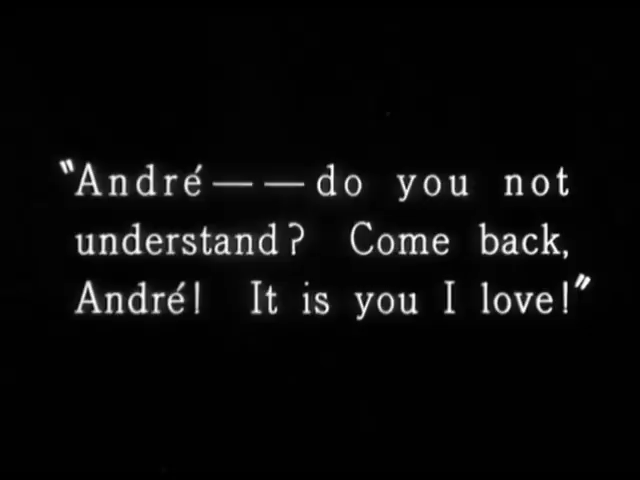 "André——do you not
understand? Come back,
André! It is you I love!"